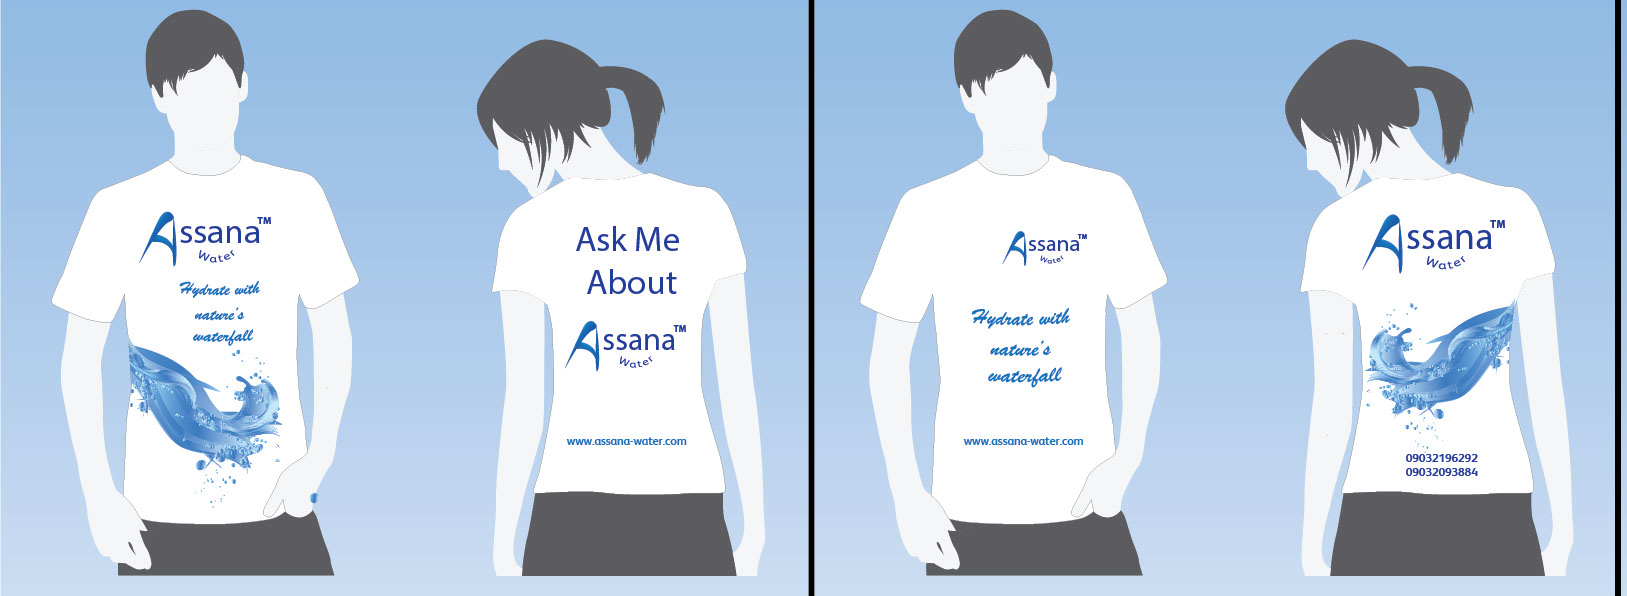 Assana™
Water
Hydrate with
nature's
waterfall
Ask Me
About
Assana™
Water
www.assana-water.com
Assana™
Water
Hydrate with
nature's
waterfall
www.assana-water.com
Assana™
Water
09032196292
09032093884